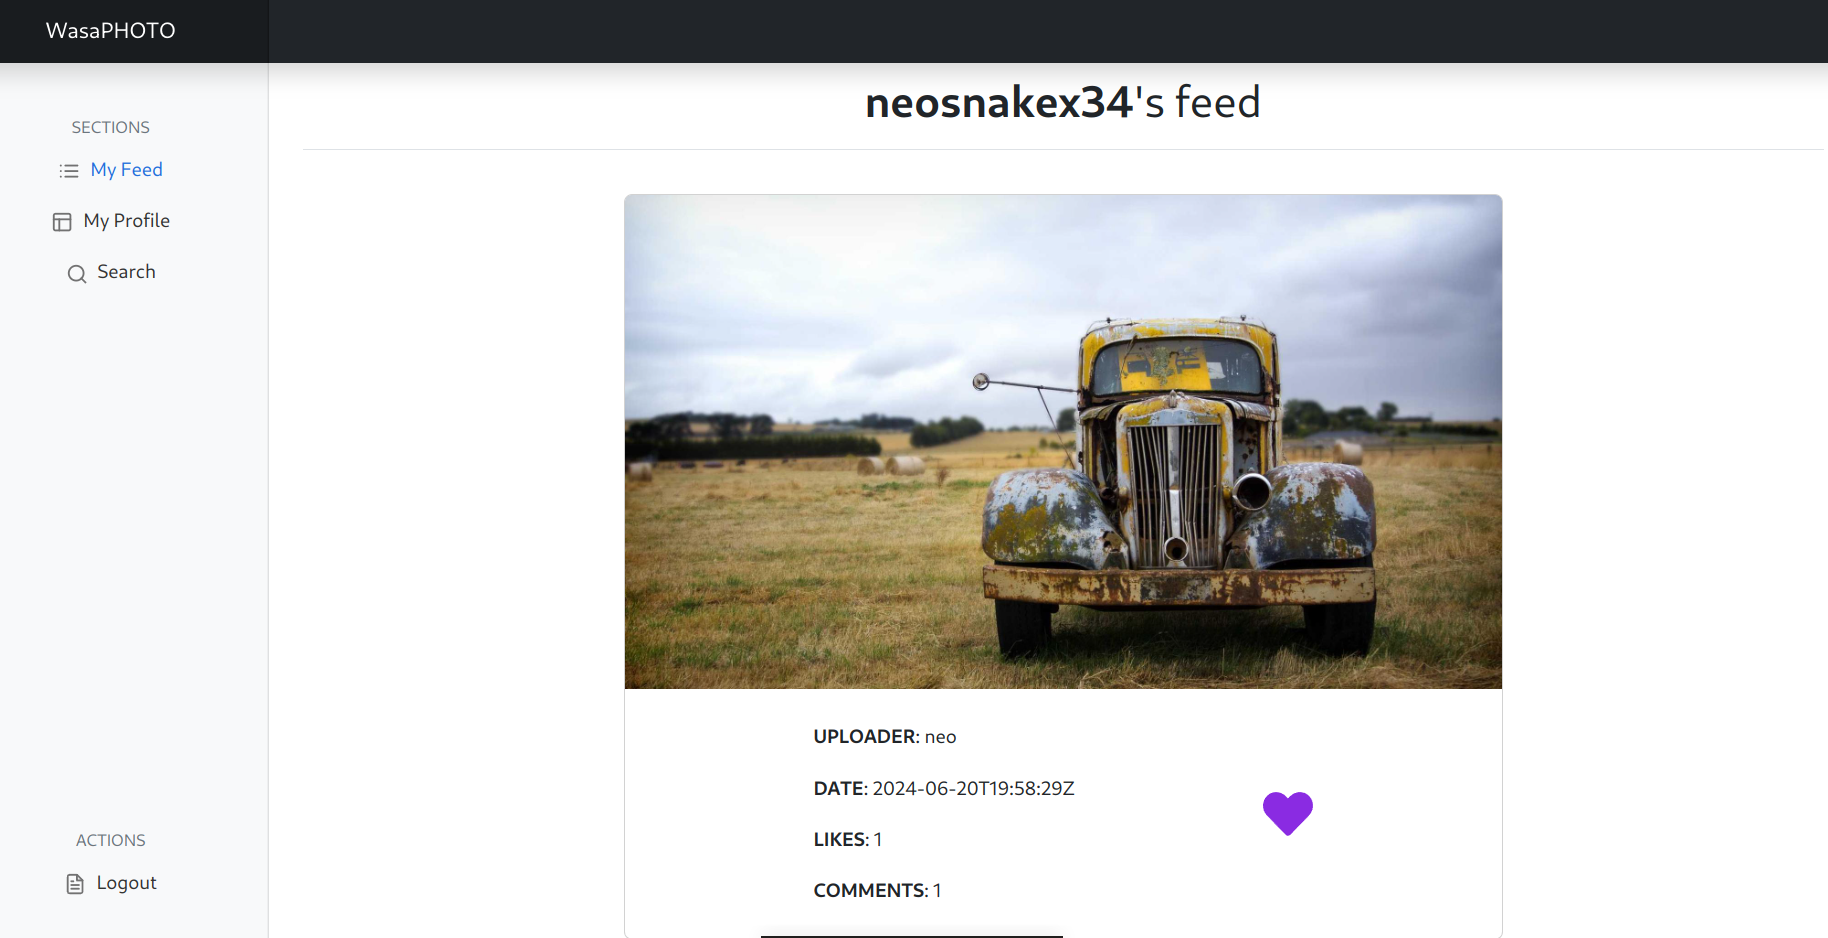 WasaPHOTO
SECTIONS
My Feed
My Profile
Search
ACTIONS
Logout
neosnakex34's feed
UPLOADER: neo
DATE: 2024-06-20T19:58:29Z
LIKES: 1
COMMENTS: 1